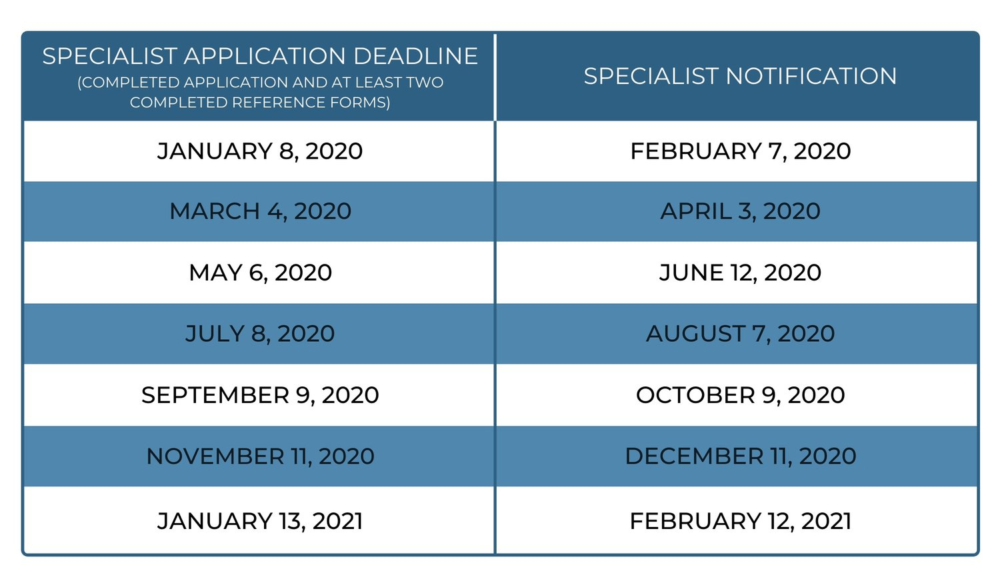 SPECIALIST APPLICATION DEADLINE
(COMPLETED APPLICATION AND AT LEAST TWO
COMPLETED REFERENCE FORMS)
SPECIALIST NOTIFICATION
JANUARY 8, 2020
FEBRUARY 7, 2020
MARCH 4, 2020
APRIL 3, 2020
MAY 6, 2020
JUNE 12, 2020
JULY 8, 2020
AUGUST 7, 2020
SEPTEMBER 9, 2020
OCTOBER 9, 2020
NOVEMBER 11, 2020
DECEMBER 11, 2020
JANUARY 13, 2021
FEBRUARY 12, 2021